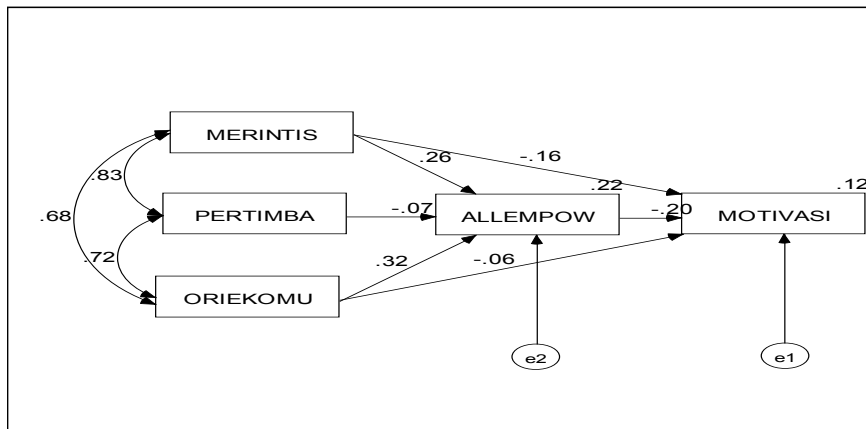 MERINTIS
.26
-.16
.83
.22
.12
.68
PERTIMBA
-.07
ALLEMPOW
-.20
MOTIVASI
.72
.32
-.06
ORIEKOMU
e2
e1